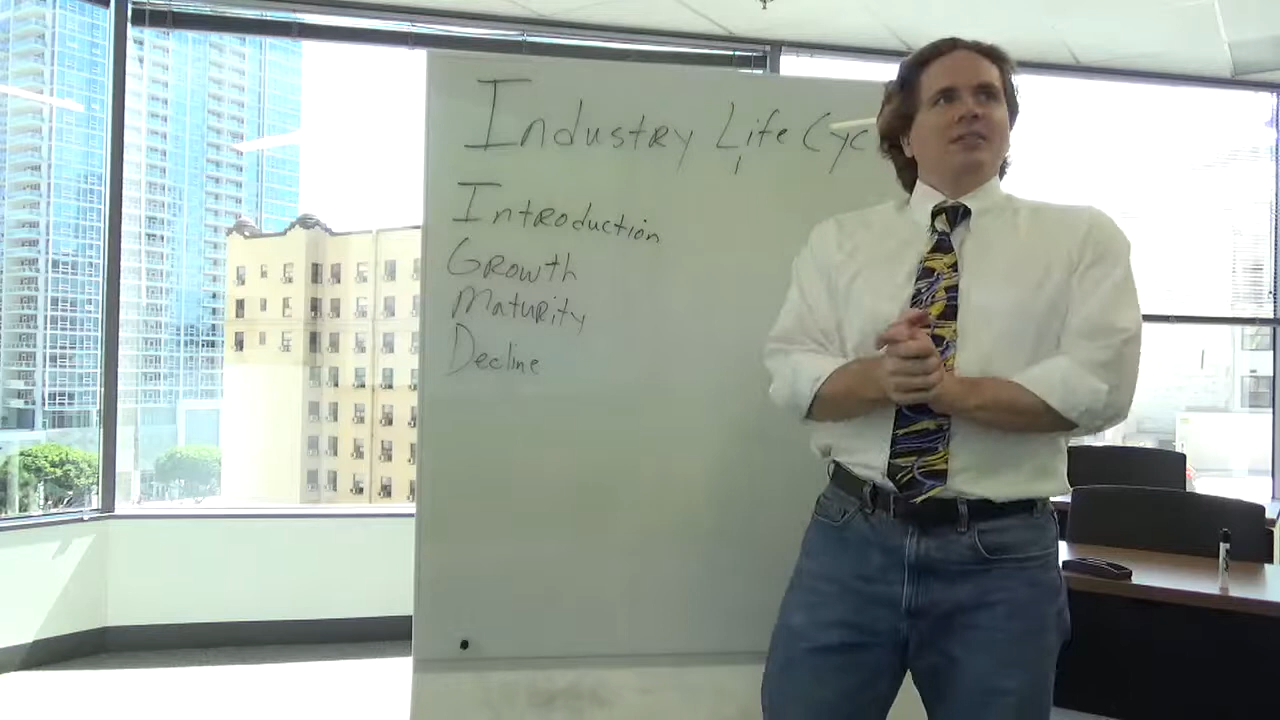 Industry Life Cyc
Introduction
Growth
Maturity
Decline